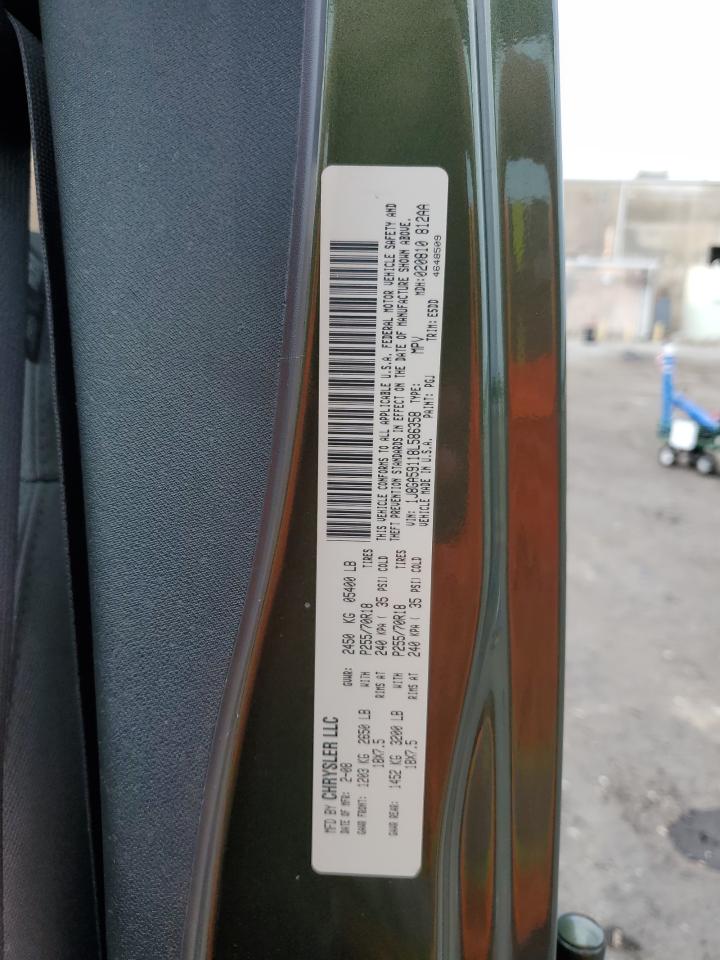 MFD BY CHRYSLER LLC
DATE OF MFR: 2-08 GVWR: 2450 KG 05400 LB
GAWR FRONT: 1203 KG 2650 LB WITH P255/70R18 TIRES
18X7.5 RIMS AT 240 KPA ( 35 PSI) COLD
GAWR REAR: 1452 KG 3200 LB WITH P255/70R18 TIRES
18X7.5 RIMS AT 240 KPA ( 35 PSI) COLD
THIS VEHICLE CONFORMS TO ALL APPLICABLE U.S.A. FEDERAL MOTOR VEHICLE SAFETY AND
THEFT PREVENTION STANDARDS IN EFFECT ON THE DATE OF MANUFACTURE SHOWN ABOVE.
VIN: 1J8GA59118L586358 TYPE: MPV MDH:020810 812AA
VEHICLE MADE IN U.S.A. PAINT: PGJ TRIM: E5DD 4648509